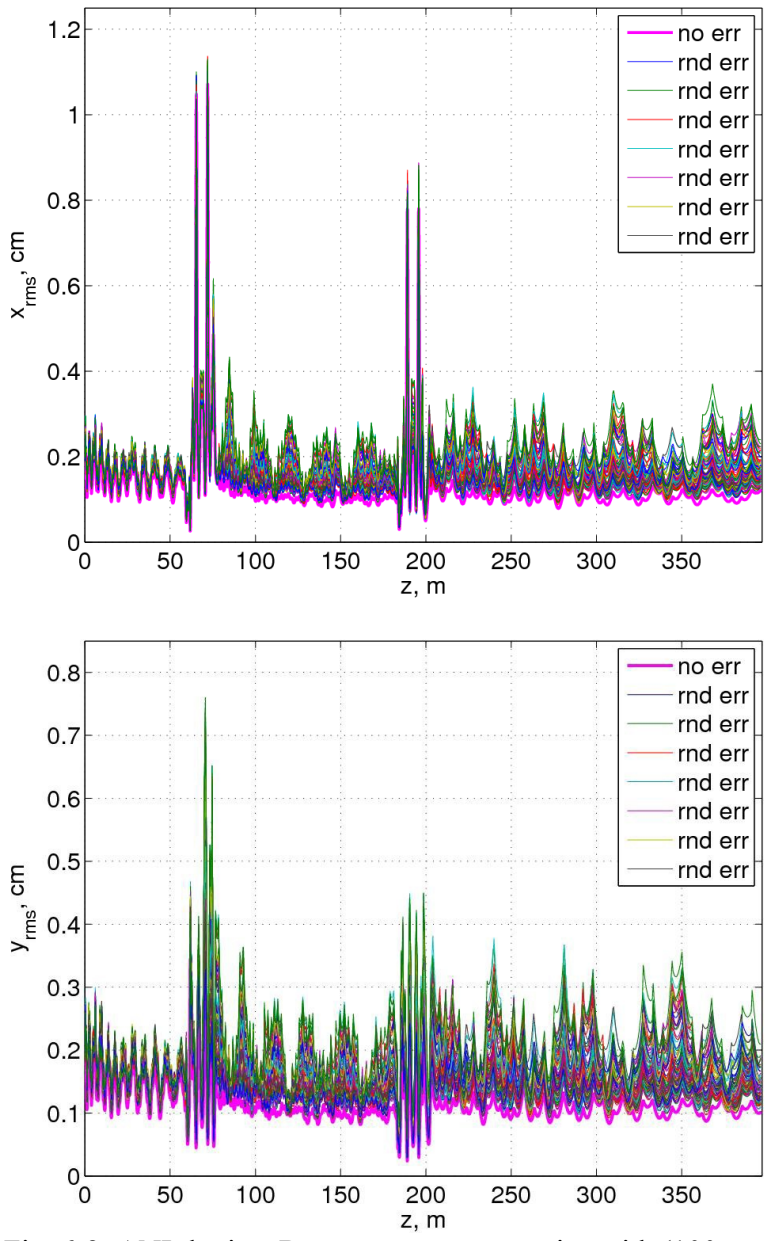 1.2
1
0.8
0.6
0.4
0.2
0
x_rms, cm
0 50 100 150 200 250 300 350
z, m
no err
rnd err
rnd err
rnd err
rnd err
rnd err
rnd err
rnd err
0.8
0.7
0.6
0.5
0.4
0.3
0.2
0.1
0
y_rms, cm
0 50 100 150 200 250 300 350
z, m
no err
rnd err
rnd err
rnd err
rnd err
rnd err
rnd err
rnd err